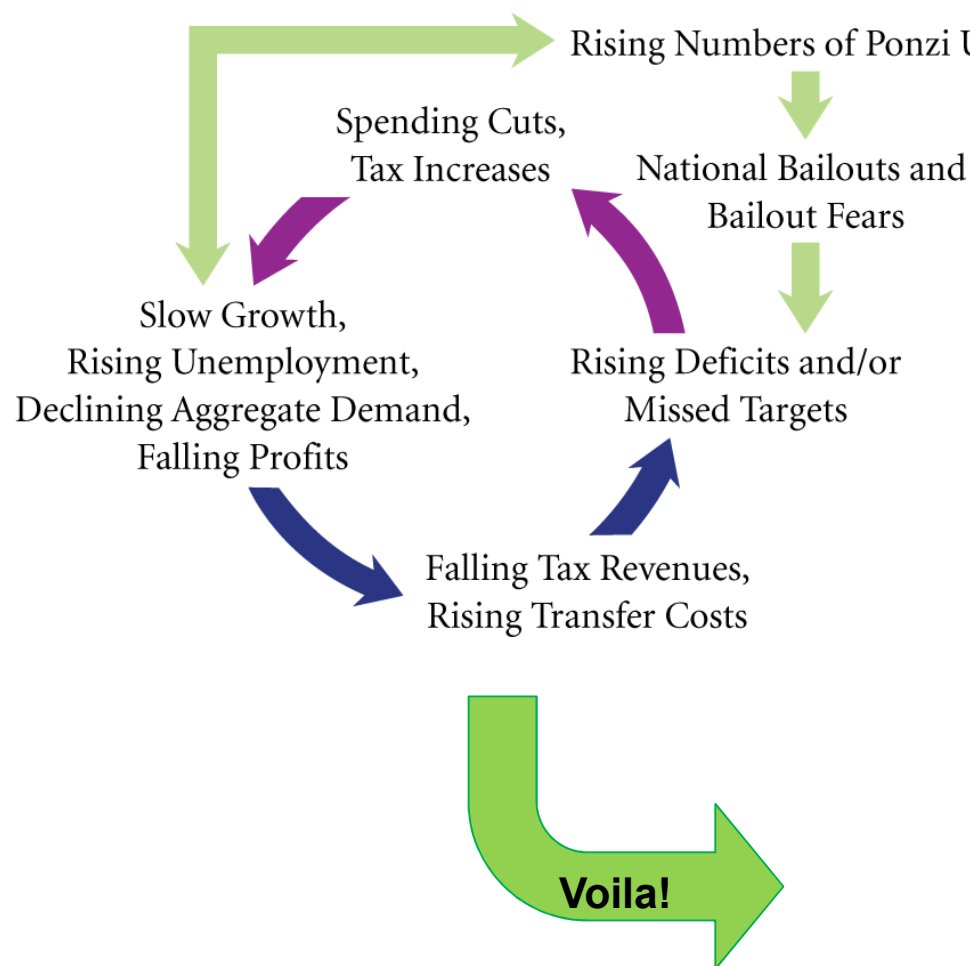 Rising Numbers of Ponzi
Spending Cuts,
Tax Increases
National Bailouts and
Bailout Fears
Slow Growth,
Rising Unemployment,
Declining Aggregate Demand,
Falling Profits
Rising Deficits and/or
Missed Targets
Falling Tax Revenues,
Rising Transfer Costs
Voila!